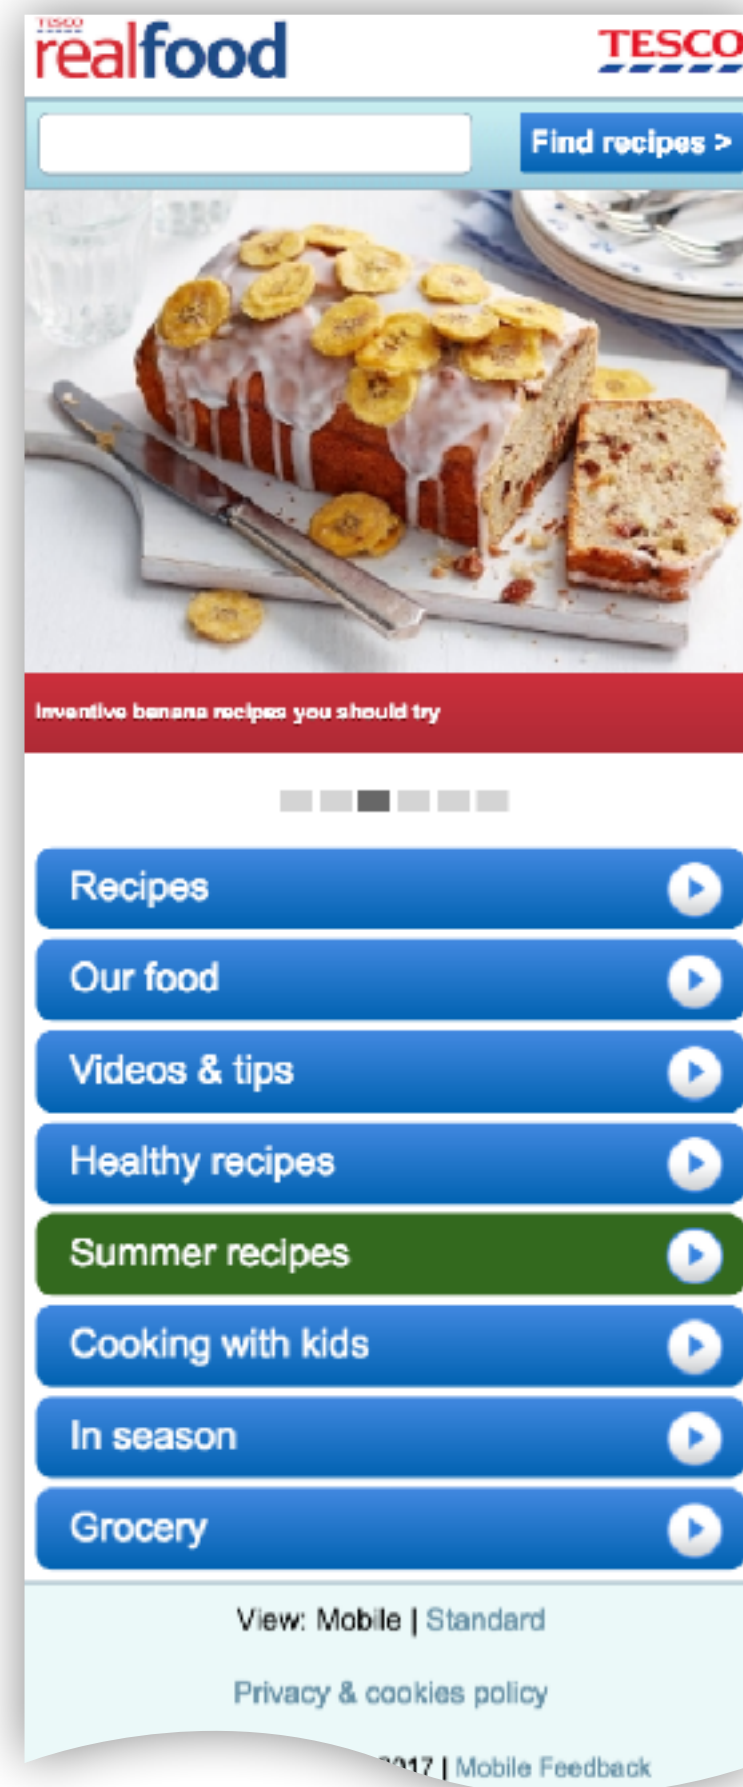 TESCO
realfood
TESCO
Find recipes >
Inventive banana recipes you should try
Recipes
Our food
Videos & tips
Healthy recipes
Summer recipes
Cooking with kids
In season
Grocery
View: Mobile | Standard
Privacy & cookies policy
| Mobile Feedback